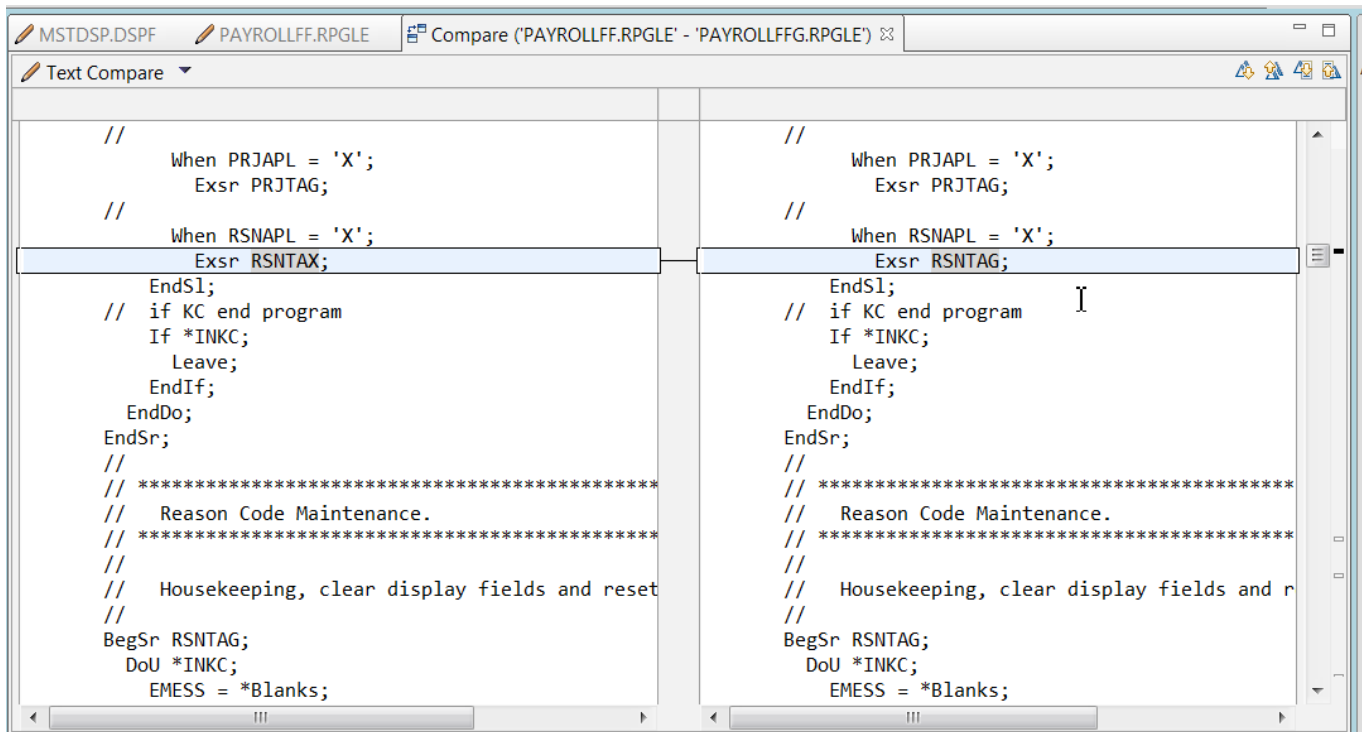 MSTDSP.DSPF PAYROLLFF.RPGLE Compare ('PAYROLLFF.RPGLE' - 'PAYROLLFFG.RPGLE')
Text Compare
//
When PRJAPL = 'X';
Exsr PRJTAG;
//
When RSNAPL = 'X';
Exsr RSNTAX;
EndSl;
// if KC end program
If *INKC;
Leave;
EndIf;
EndDo;
EndSr;
//
// **********************************************
// Reason Code Maintenance.
// **********************************************
//
// Housekeeping, clear display fields and reset
//
BegSr RSNTAG;
DoU *INKC;
EMESS = *Blanks;
//
When PRJAPL = 'X';
Exsr PRJTAG;
//
When RSNAPL = 'X';
Exsr RSNTAG;
EndSl;
// if KC end program
If *INKC;
Leave;
EndIf;
EndDo;
EndSr;
//
// ******************************************
// Reason Code Maintenance.
// ******************************************
//
// Housekeeping, clear display fields and r
//
BegSr RSNTAG;
DoU *INKC;
EMESS = *Blanks;